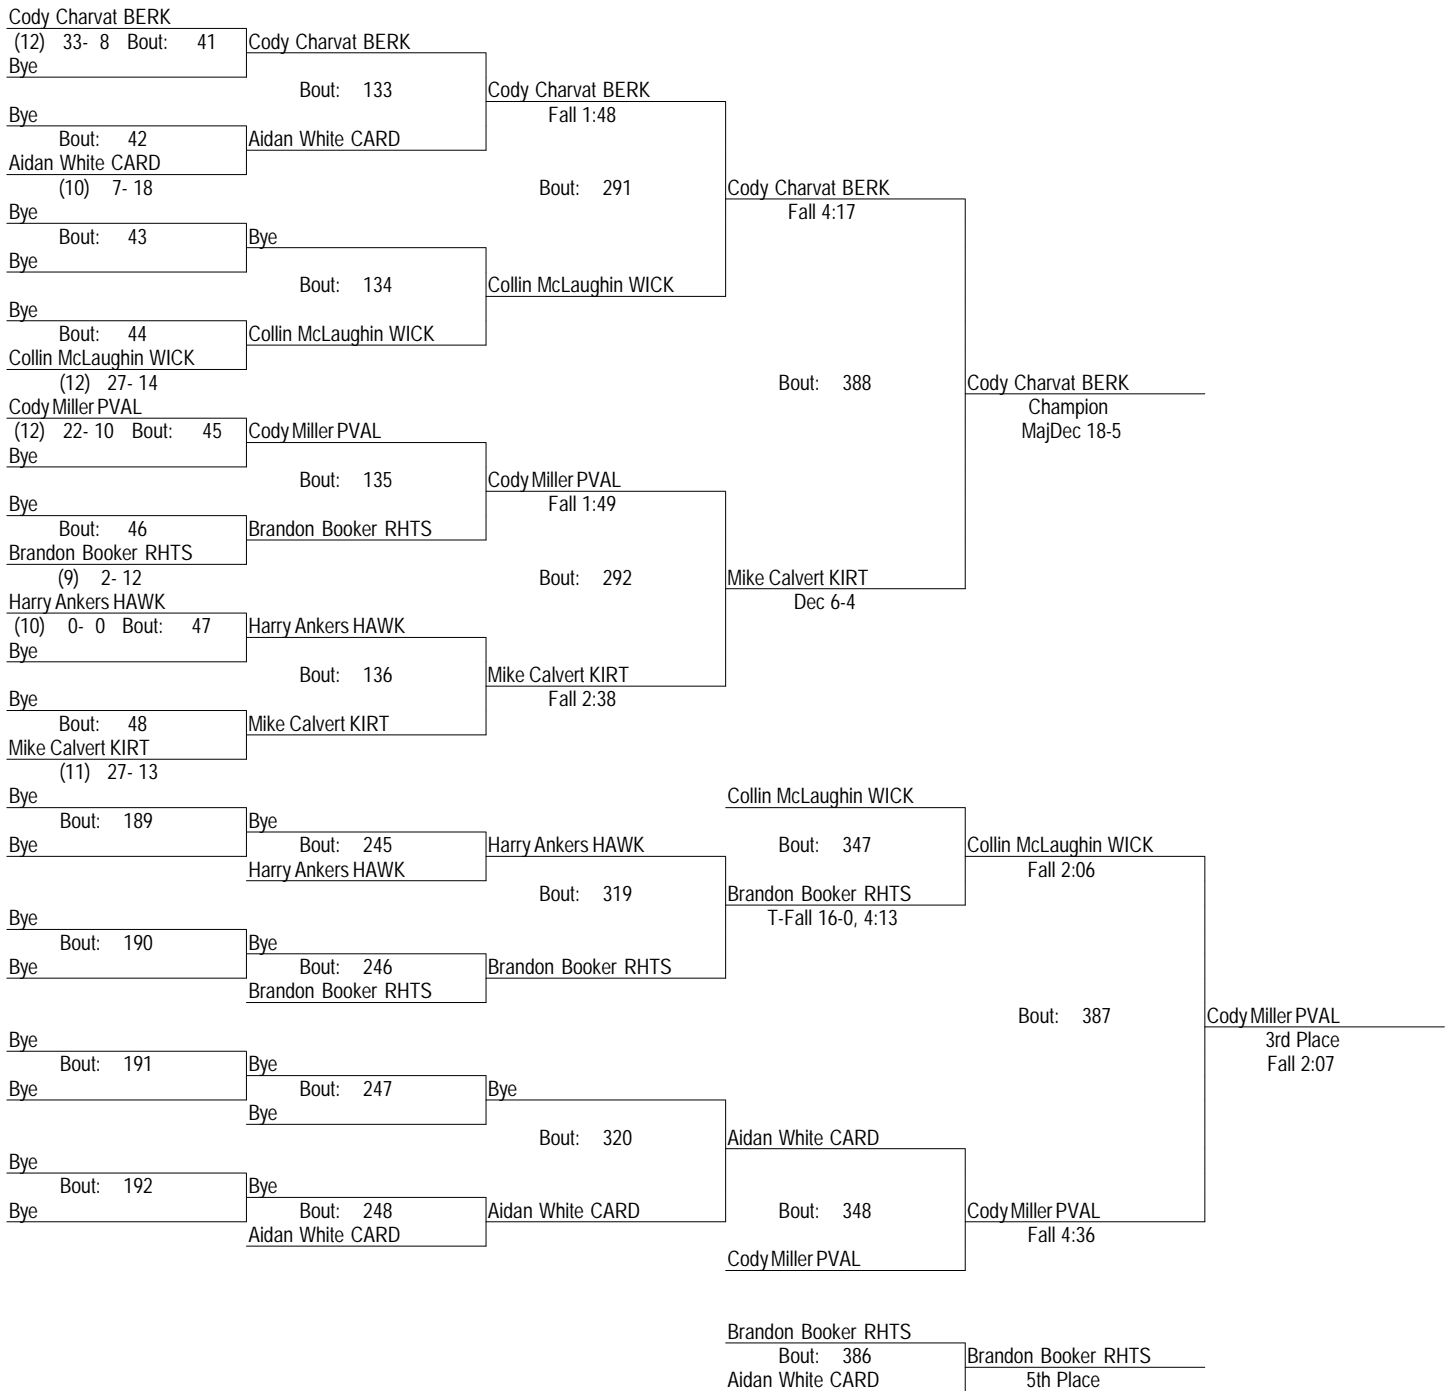 Cody Charvat BERK
(12) 33- 8 Bout: 41 Cody Charvat BERK
Bye
Bout: 133 Cody Charvat BERK
Bye Fall 1:48
Bout: 42 Aidan White CARD
Aidan White CARD
(10) 7- 18 Bout: 291 Cody Charvat BERK
Bye Fall 4:17
Bout: 43 Bye
Bye
Bout: 134 Collin McLaughin WICK
Bye
Bout: 44 Collin McLaughin WICK
Collin McLaughin WICK
(12) 27- 14 Bout: 388 Cody Charvat BERK
Cody Miller PVAL Champion
(12) 22- 10 Bout: 45 Cody Miller PVAL MajDec 18-5
Bye
Bout: 135 Cody Miller PVAL
Bye Fall 1:49
Bout: 46 Brandon Booker RHTS
Brandon Booker RHTS
(9) 2- 12 Bout: 292 Mike Calvert KIRT
Harry Ankers HAWK Dec 6-4
(10) 0- 0 Bout: 47 Harry Ankers HAWK
Bye
Bout: 136 Mike Calvert KIRT
Bye Fall 2:38
Bout: 48 Mike Calvert KIRT
Mike Calvert KIRT
(11) 27- 13
Bye Collin McLaughin WICK
Bout: 189 Bye
Bye Bout: 245 Harry Ankers HAWK Bout: 347 Collin McLaughin WICK
Harry Ankers HAWK Fall 2:06
Bout: 319 Brandon Booker RHTS
Bye T-Fall 16-0, 4:13
Bout: 190 Bye
Bye Bout: 246 Brandon Booker RHTS
Brandon Booker RHTS
Bout: 387 Cody Miller PVAL
Bye 3rd Place
Bout: 191 Bye Fall 2:07
Bye Bout: 247 Bye
Bye
Bout: 320 Aidan White CARD
Bye
Bout: 192 Bye
Bye Bout: 248 Aidan White CARD Bout: 348 Cody Miller PVAL
Aidan White CARD Fall 4:36
Cody Miller PVAL
Brandon Booker RHTS
Bout: 386 Brandon Booker RHTS
Aidan White CARD 5th Place